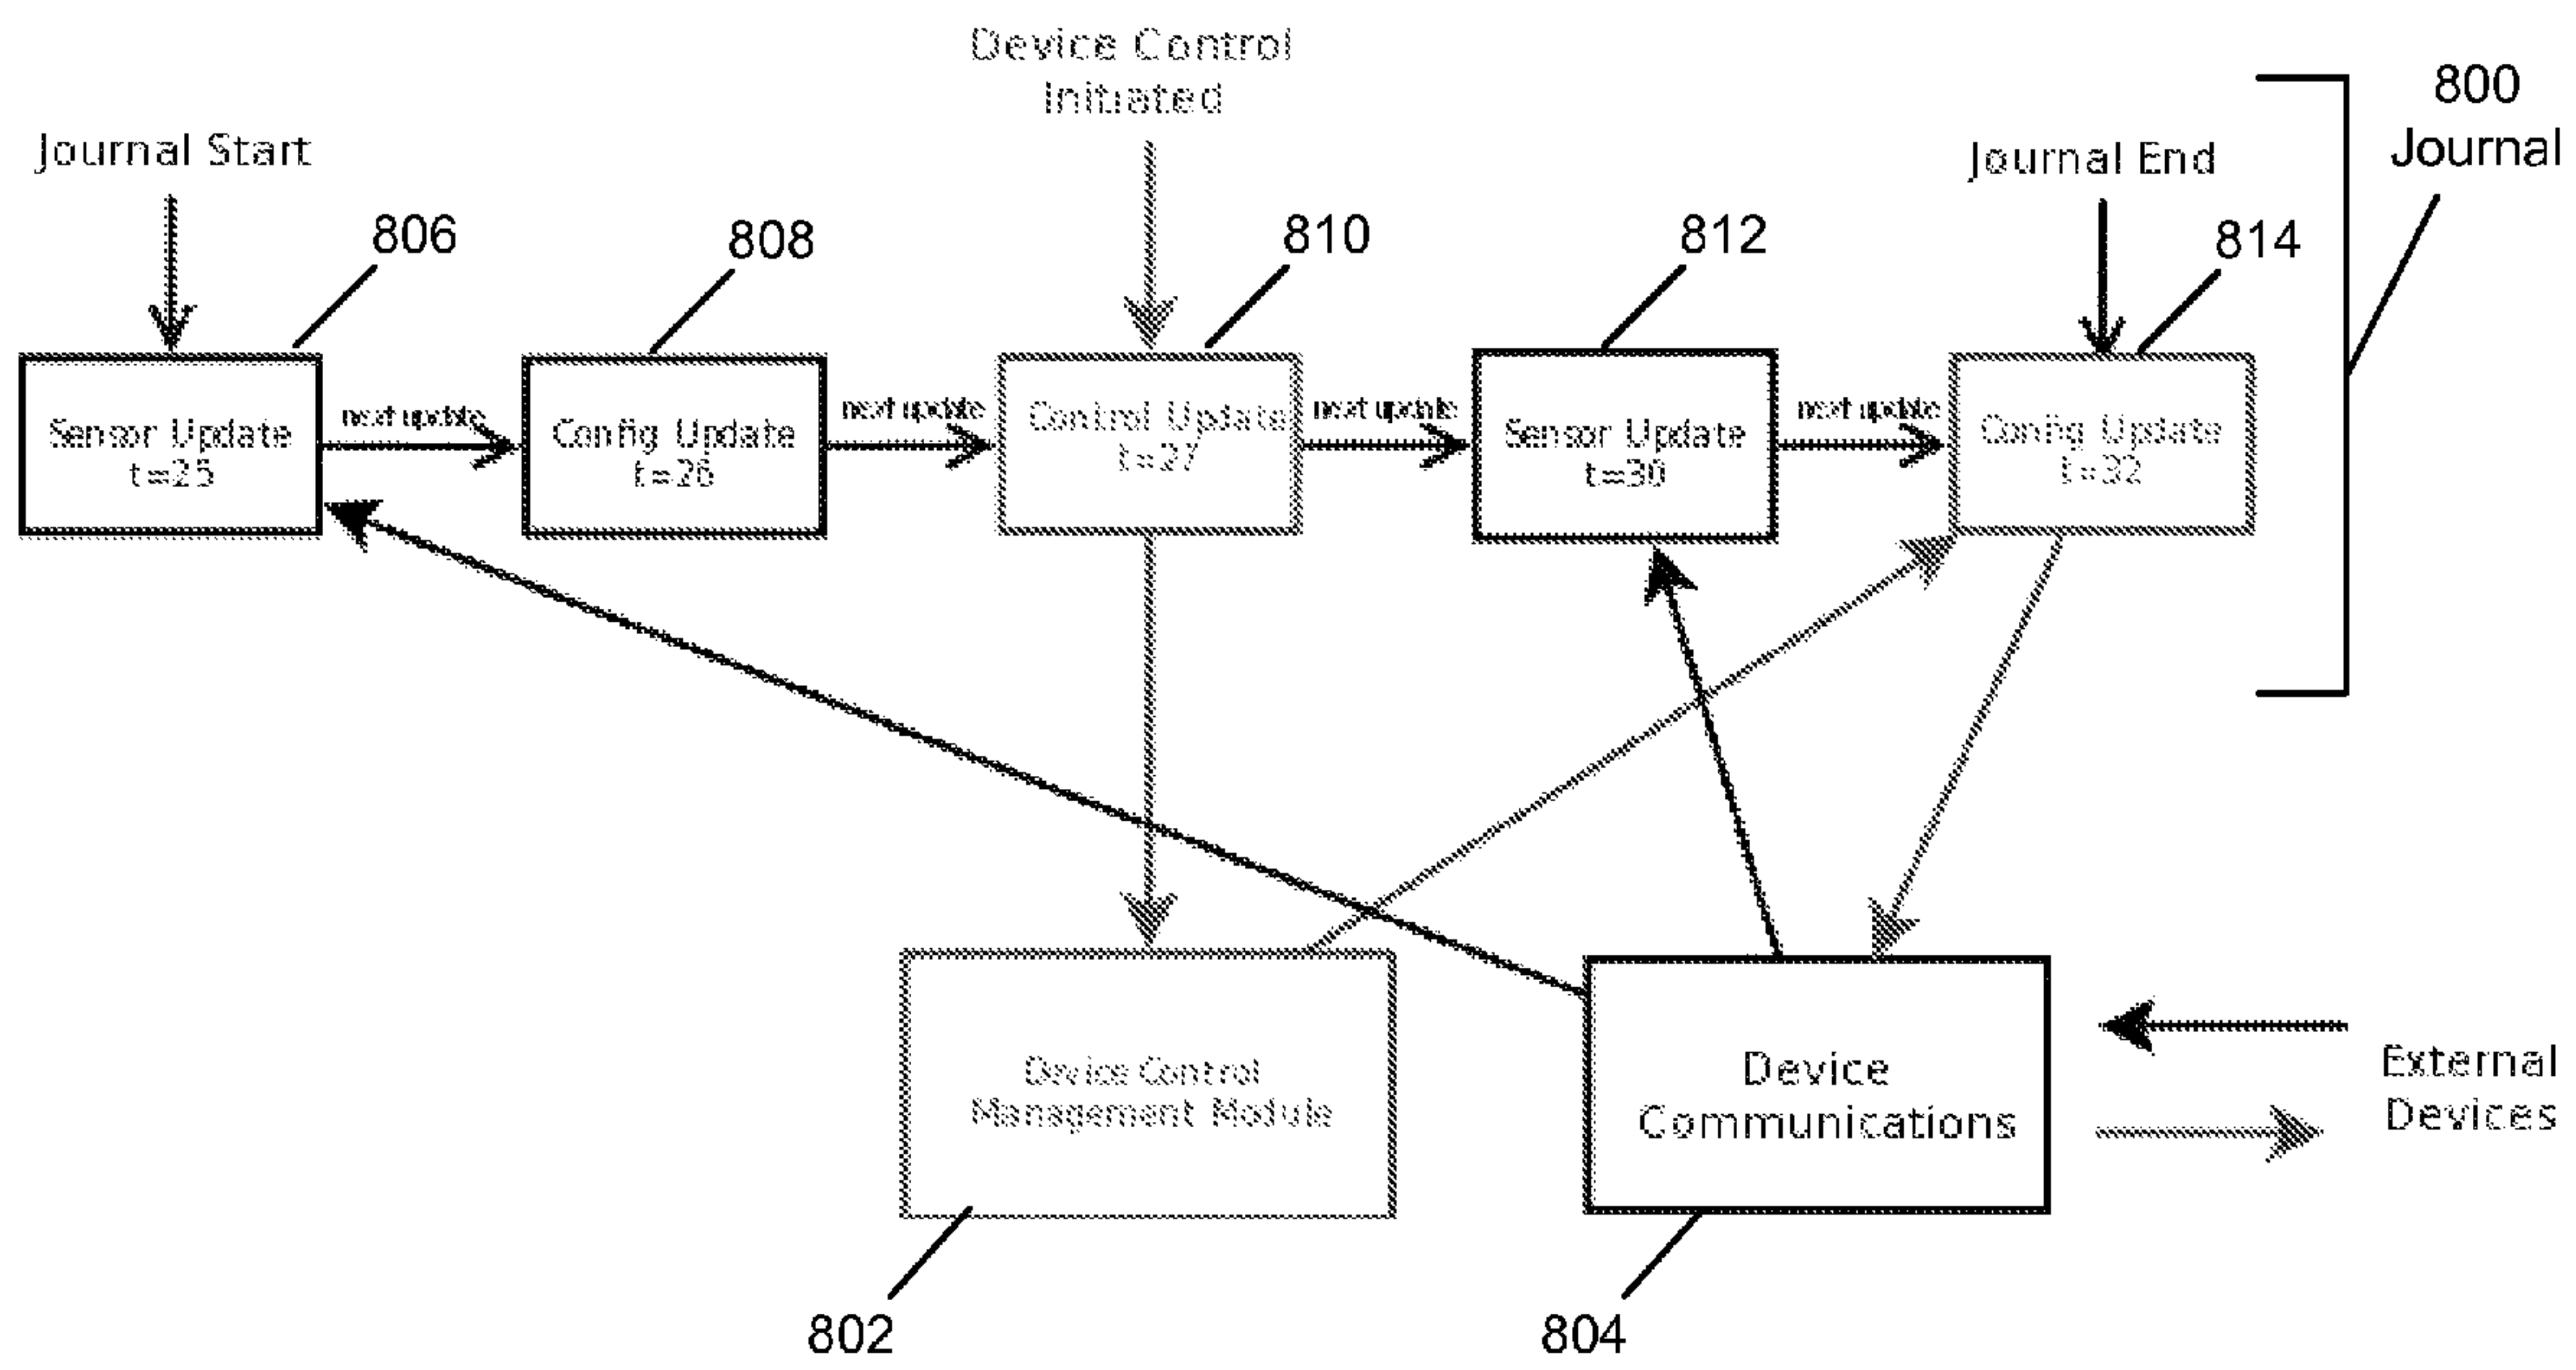 Device Control
Initiated
800
Journal
Journal Start
Journal End
806
808
810
812
814
Sensor Update
t=25
next update
Config Update
t=26
next update
Control Update
t=27
next update
Sensor Update
t=30
next update
Config Update
t=32
Device Control
Management Module
Device
Communications
External
Devices
802
804